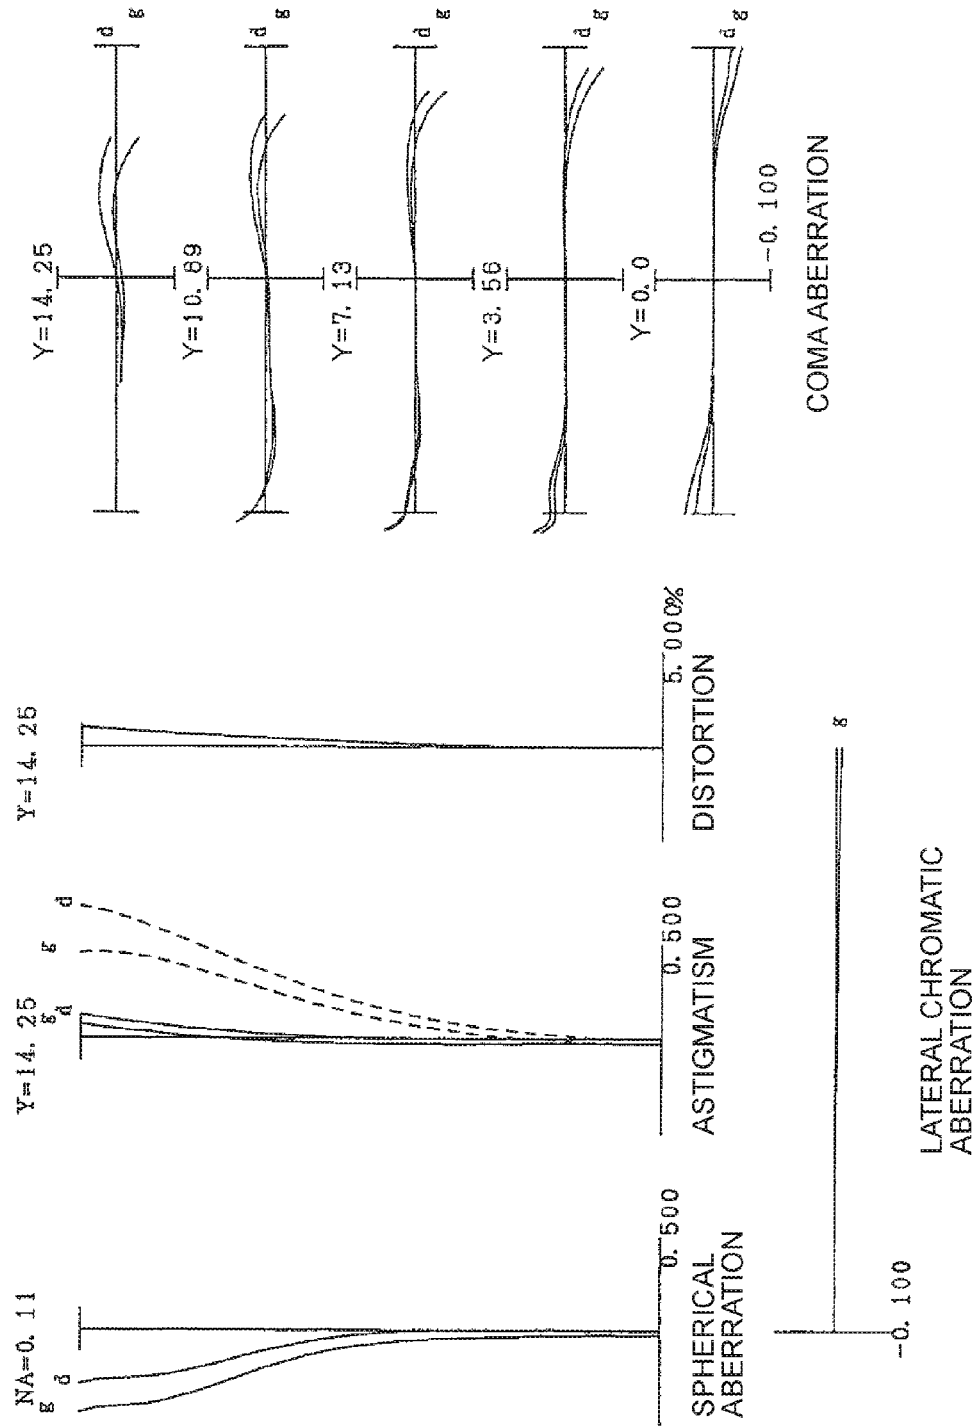 NA=0. 11
g
d
0. 500
SPHERICAL
ABERRATION
Y=14. 25
g
d
g
d
0. 500
ASTIGMATISM
Y=14. 25
5. 000%
DISTORTION
Y=14. 25
d
g
Y=10. 89
d
g
Y=7. 13
d
g
Y=3. 56
d
g
Y=0. 0
d
g
-0. 100
COMA ABERRATION
g
-0. 100
LATERAL CHROMATIC
ABERRATION